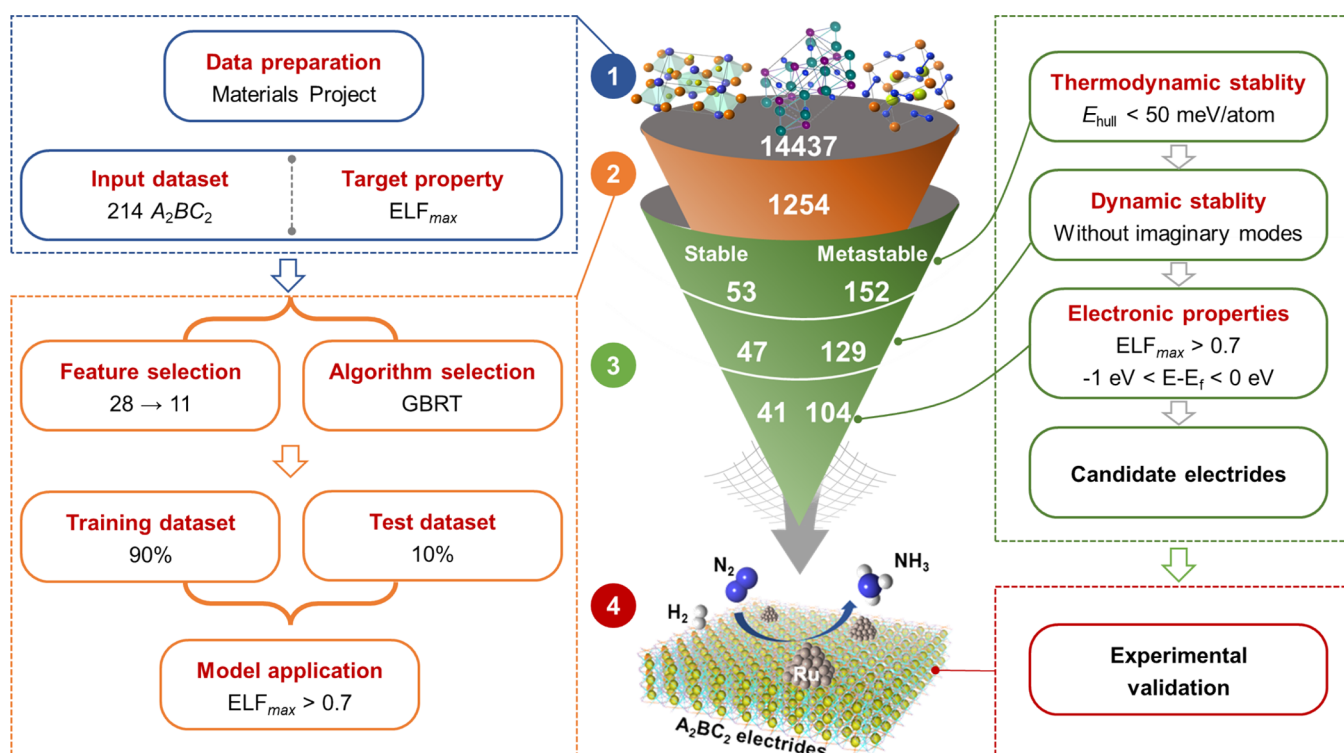 Data preparation
Materials Project
Input dataset
214 A₂BC₂
Target property
ELFmax
Feature selection
28 → 11
Algorithm selection
GBRT
Training dataset
90%
Test dataset
10%
Model application
ELFmax > 0.7
1
2
3
4
14437
1254
Stable
Metastable
53
152
47
129
41
104
N₂
NH₃
H₂
Ru
A₂BC₂ electrides
Thermodynamic stablity
Ehull < 50 meV/atom
Dynamic stablity
Without imaginary modes
Electronic properties
ELFmax > 0.7
-1 eV < E-Ef < 0 eV
Candidate electrides
Experimental
validation